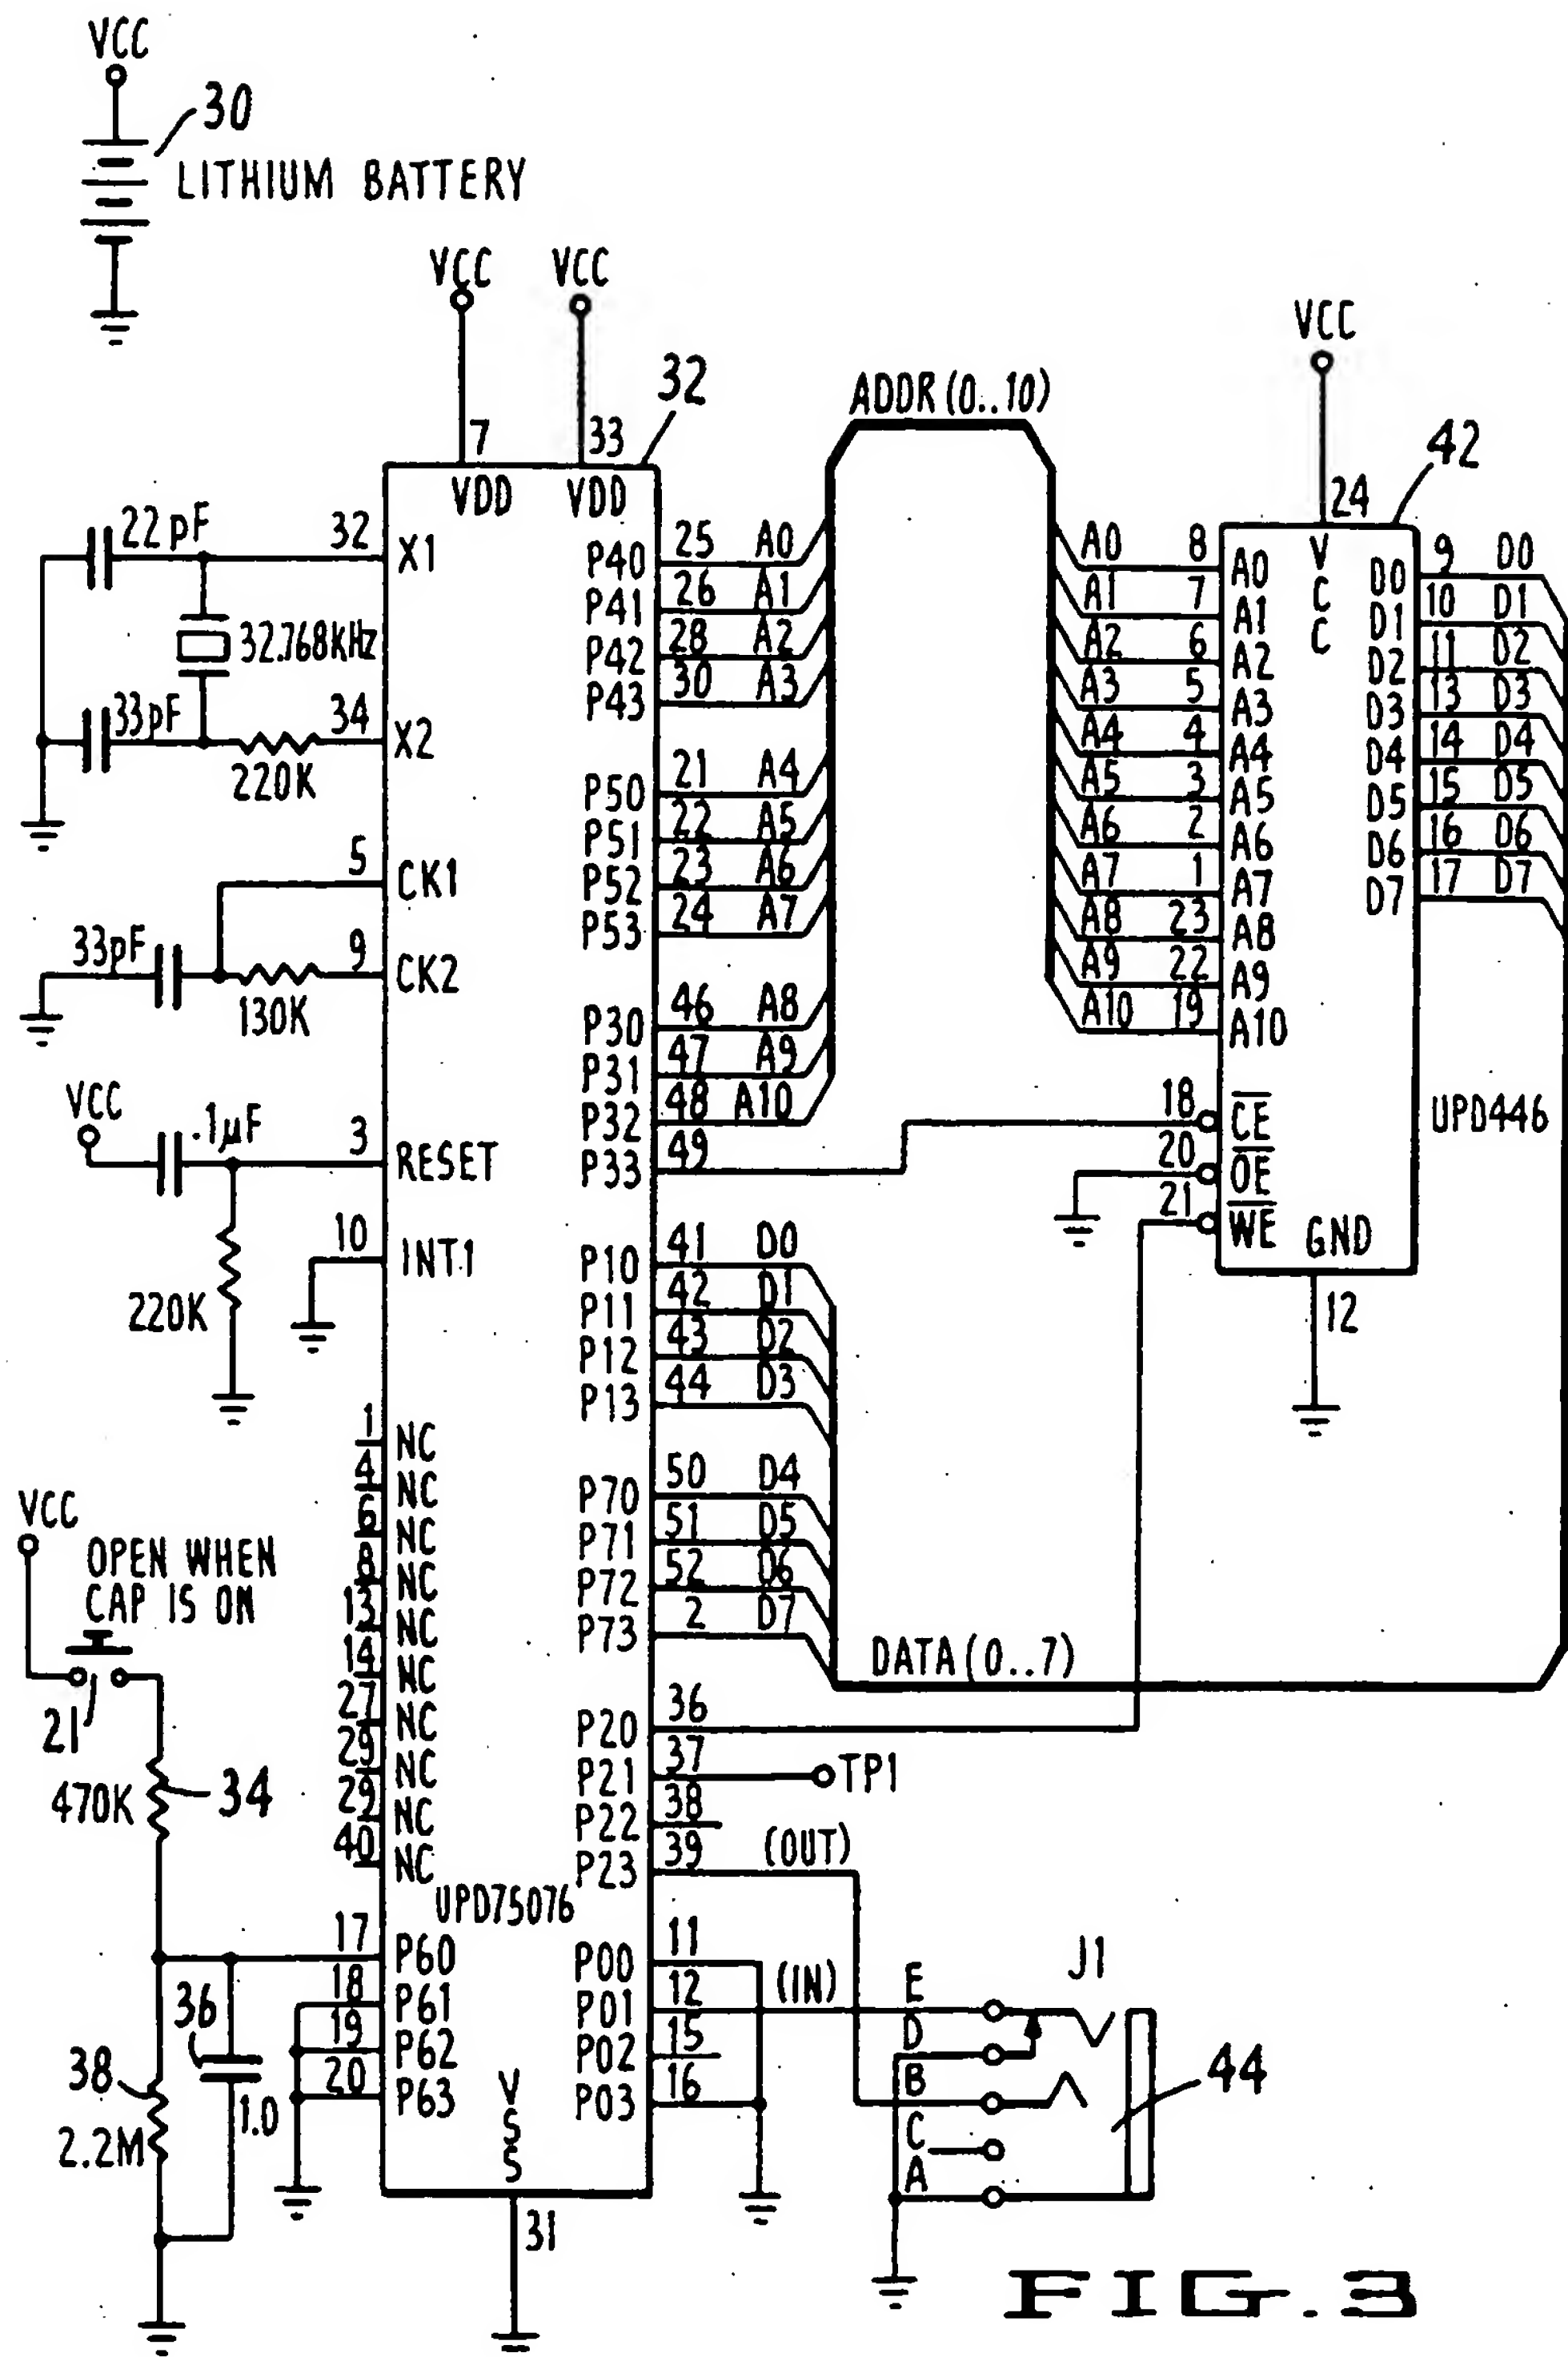 VCC
30
LITHIUM BATTERY
VCC VCC
7 33
32
VDD VDD
22pF 32 X1
32.768KHz
33pF 34 X2
220K
5 CK1
33pF 9 CK2
130K
VCC
.1µF 3 RESET
10 INT1
220K
1 NC
4 NC
6 NC
8 NC
13 NC
14 NC
27 NC
29 NC
29 NC
40 NC
VCC
OPEN WHEN
CAP IS ON
21
470K 34
17 P60
18 P61
19 P62
20 P63
36
38
1.0
2.2M
UPD75076
VSS
31
P40 25 A0
P41 26 A1
P42 28 A2
P43 30 A3
P50 21 A4
P51 22 A5
P52 23 A6
P53 24 A7
P30 46 A8
P31 47 A9
P32 48 A10
P33 49
P10 41 D0
P11 42 D1
P12 43 D2
P13 44 D3
P70 50 D4
P71 51 D5
P72 52 D6
P73 2 D7
P20 36
P21 37 TP1
P22 38
P23 39 (OUT)
P00 11
P01 12 (IN)
P02 15
P03 16
ADDR(0..10)
DATA(0..7)
VCC
24
42
VCC
A0 8 A0
A1 7 A1
A2 6 A2
A3 5 A3
A4 4 A4
A5 3 A5
A6 2 A6
A7 1 A7
A8 23 A8
A9 22 A9
A10 19 A10
18 CE
20 OE
21 WE
GND
12
D0 9 D0
D1 10 D1
D2 11 D2
D3 13 D3
D4 14 D4
D5 15 D5
D6 16 D6
D7 17 D7
UPD446
J1
E
D
B
C
A
44
FIG.3